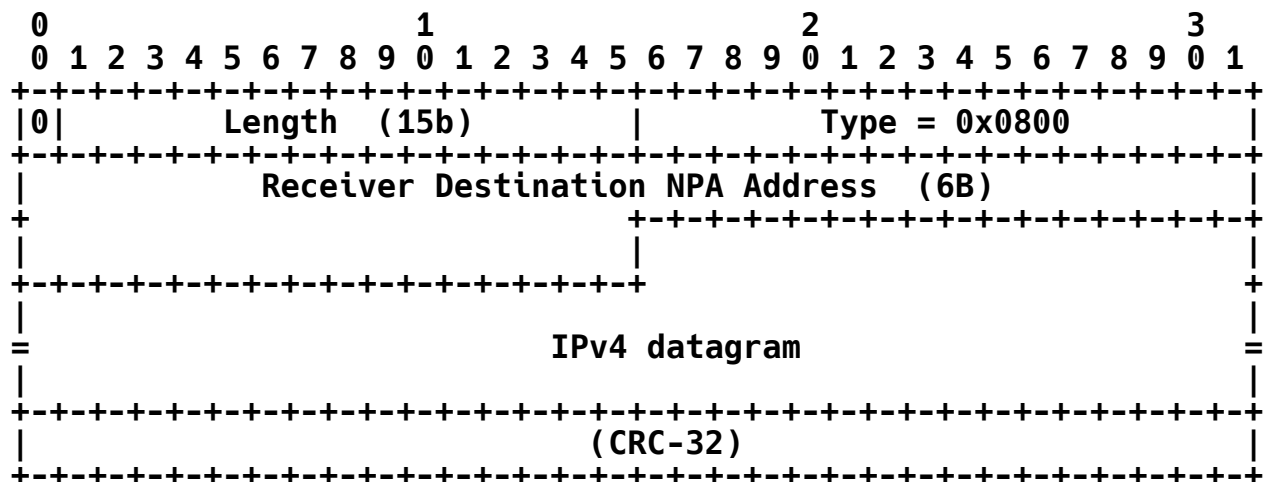 0                   1                   2                   3
 0 1 2 3 4 5 6 7 8 9 0 1 2 3 4 5 6 7 8 9 0 1 2 3 4 5 6 7 8 9 0 1
+-+-+-+-+-+-+-+-+-+-+-+-+-+-+-+-+-+-+-+-+-+-+-+-+-+-+-+-+-+-+-+-+
|0|        Length  (15b)        |         Type = 0x0800         |
+-+-+-+-+-+-+-+-+-+-+-+-+-+-+-+-+-+-+-+-+-+-+-+-+-+-+-+-+-+-+-+-+
|            Receiver Destination NPA Address  (6B)             |
+                               +-+-+-+-+-+-+-+-+-+-+-+-+-+-+-+-+
|                               |                               |
+-+-+-+-+-+-+-+-+-+-+-+-+-+-+-+-+                               +
|                                                               |
=                           IPv4 datagram                       =
|                                                               |
+-+-+-+-+-+-+-+-+-+-+-+-+-+-+-+-+-+-+-+-+-+-+-+-+-+-+-+-+-+-+-+-+
|                             (CRC-32)                          |
+-+-+-+-+-+-+-+-+-+-+-+-+-+-+-+-+-+-+-+-+-+-+-+-+-+-+-+-+-+-+-+-+